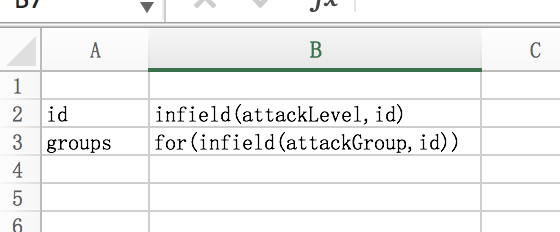 B7 fx
A B C
1
2 id infield(attackLevel,id)
3 groups for(infield(attackGroup,id))
4
5
6